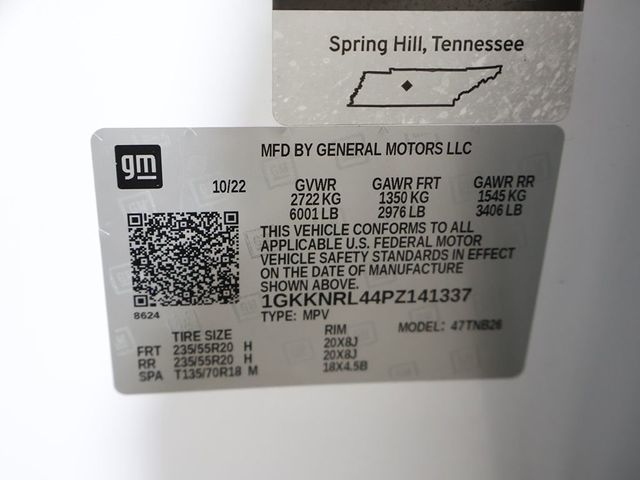 Spring Hill, Tennessee
gm
MFD BY GENERAL MOTORS LLC
10/22
GVWR GAWR FRT GAWR RR
2722 KG 1350 KG 1545 KG
6001 LB 2976 LB 3406 LB
THIS VEHICLE CONFORMS TO ALL
APPLICABLE U.S. FEDERAL MOTOR
VEHICLE SAFETY STANDARDS IN EFFECT
ON THE DATE OF MANUFACTURE
SHOWN ABOVE.
1GKKNRL44PZ141337
8624
TYPE: MPV MODEL: 47TNB26
TIRE SIZE RIM
FRT 235/55R20 H 20X8J
RR 235/55R20 H 20X8J
SPA T135/70R18 M 18X4.5B